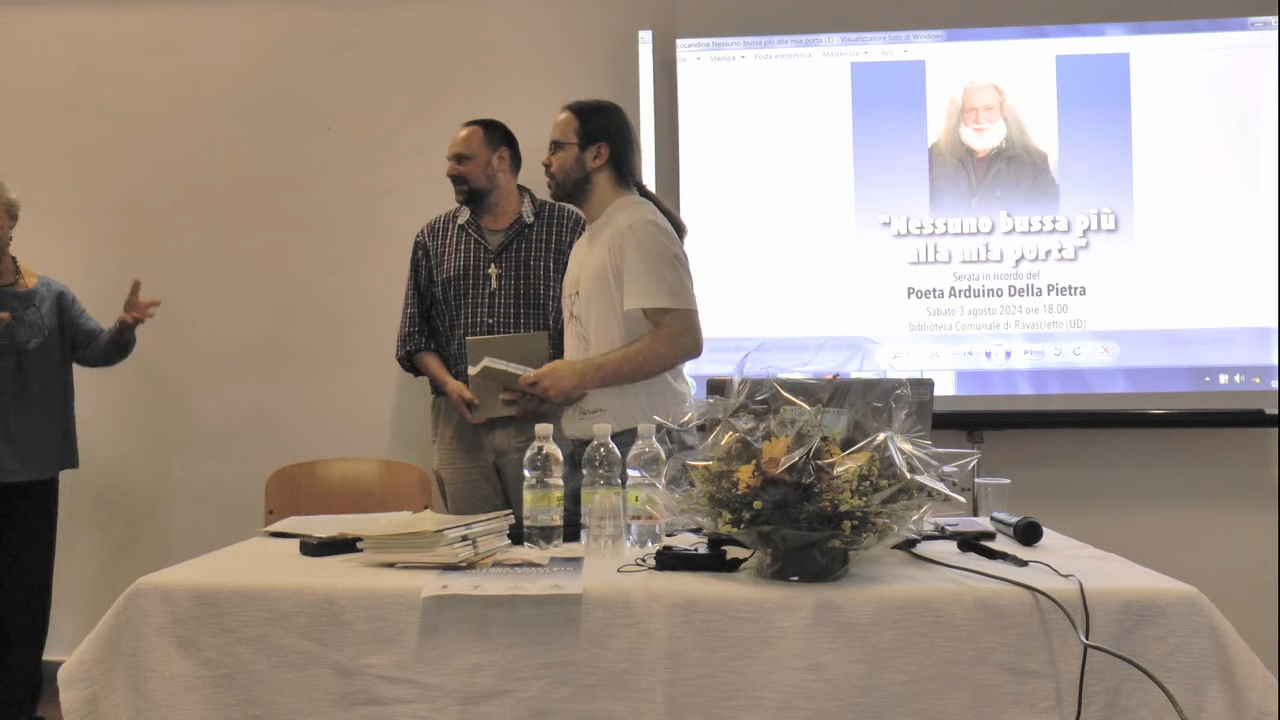 Locandina Nessuno bussa più alla mia porta (1) - Visualizzatore foto di Windows
Stampa Posta elettronica Masterizza Apri
"Nessuno bussa più
alla mia porta"
Serata in ricordo del
Poeta Arduino Della Pietra
Sabato 3 agosto 2024 ore 18.00
biblioteca Comunale di Ravascletto (UD)